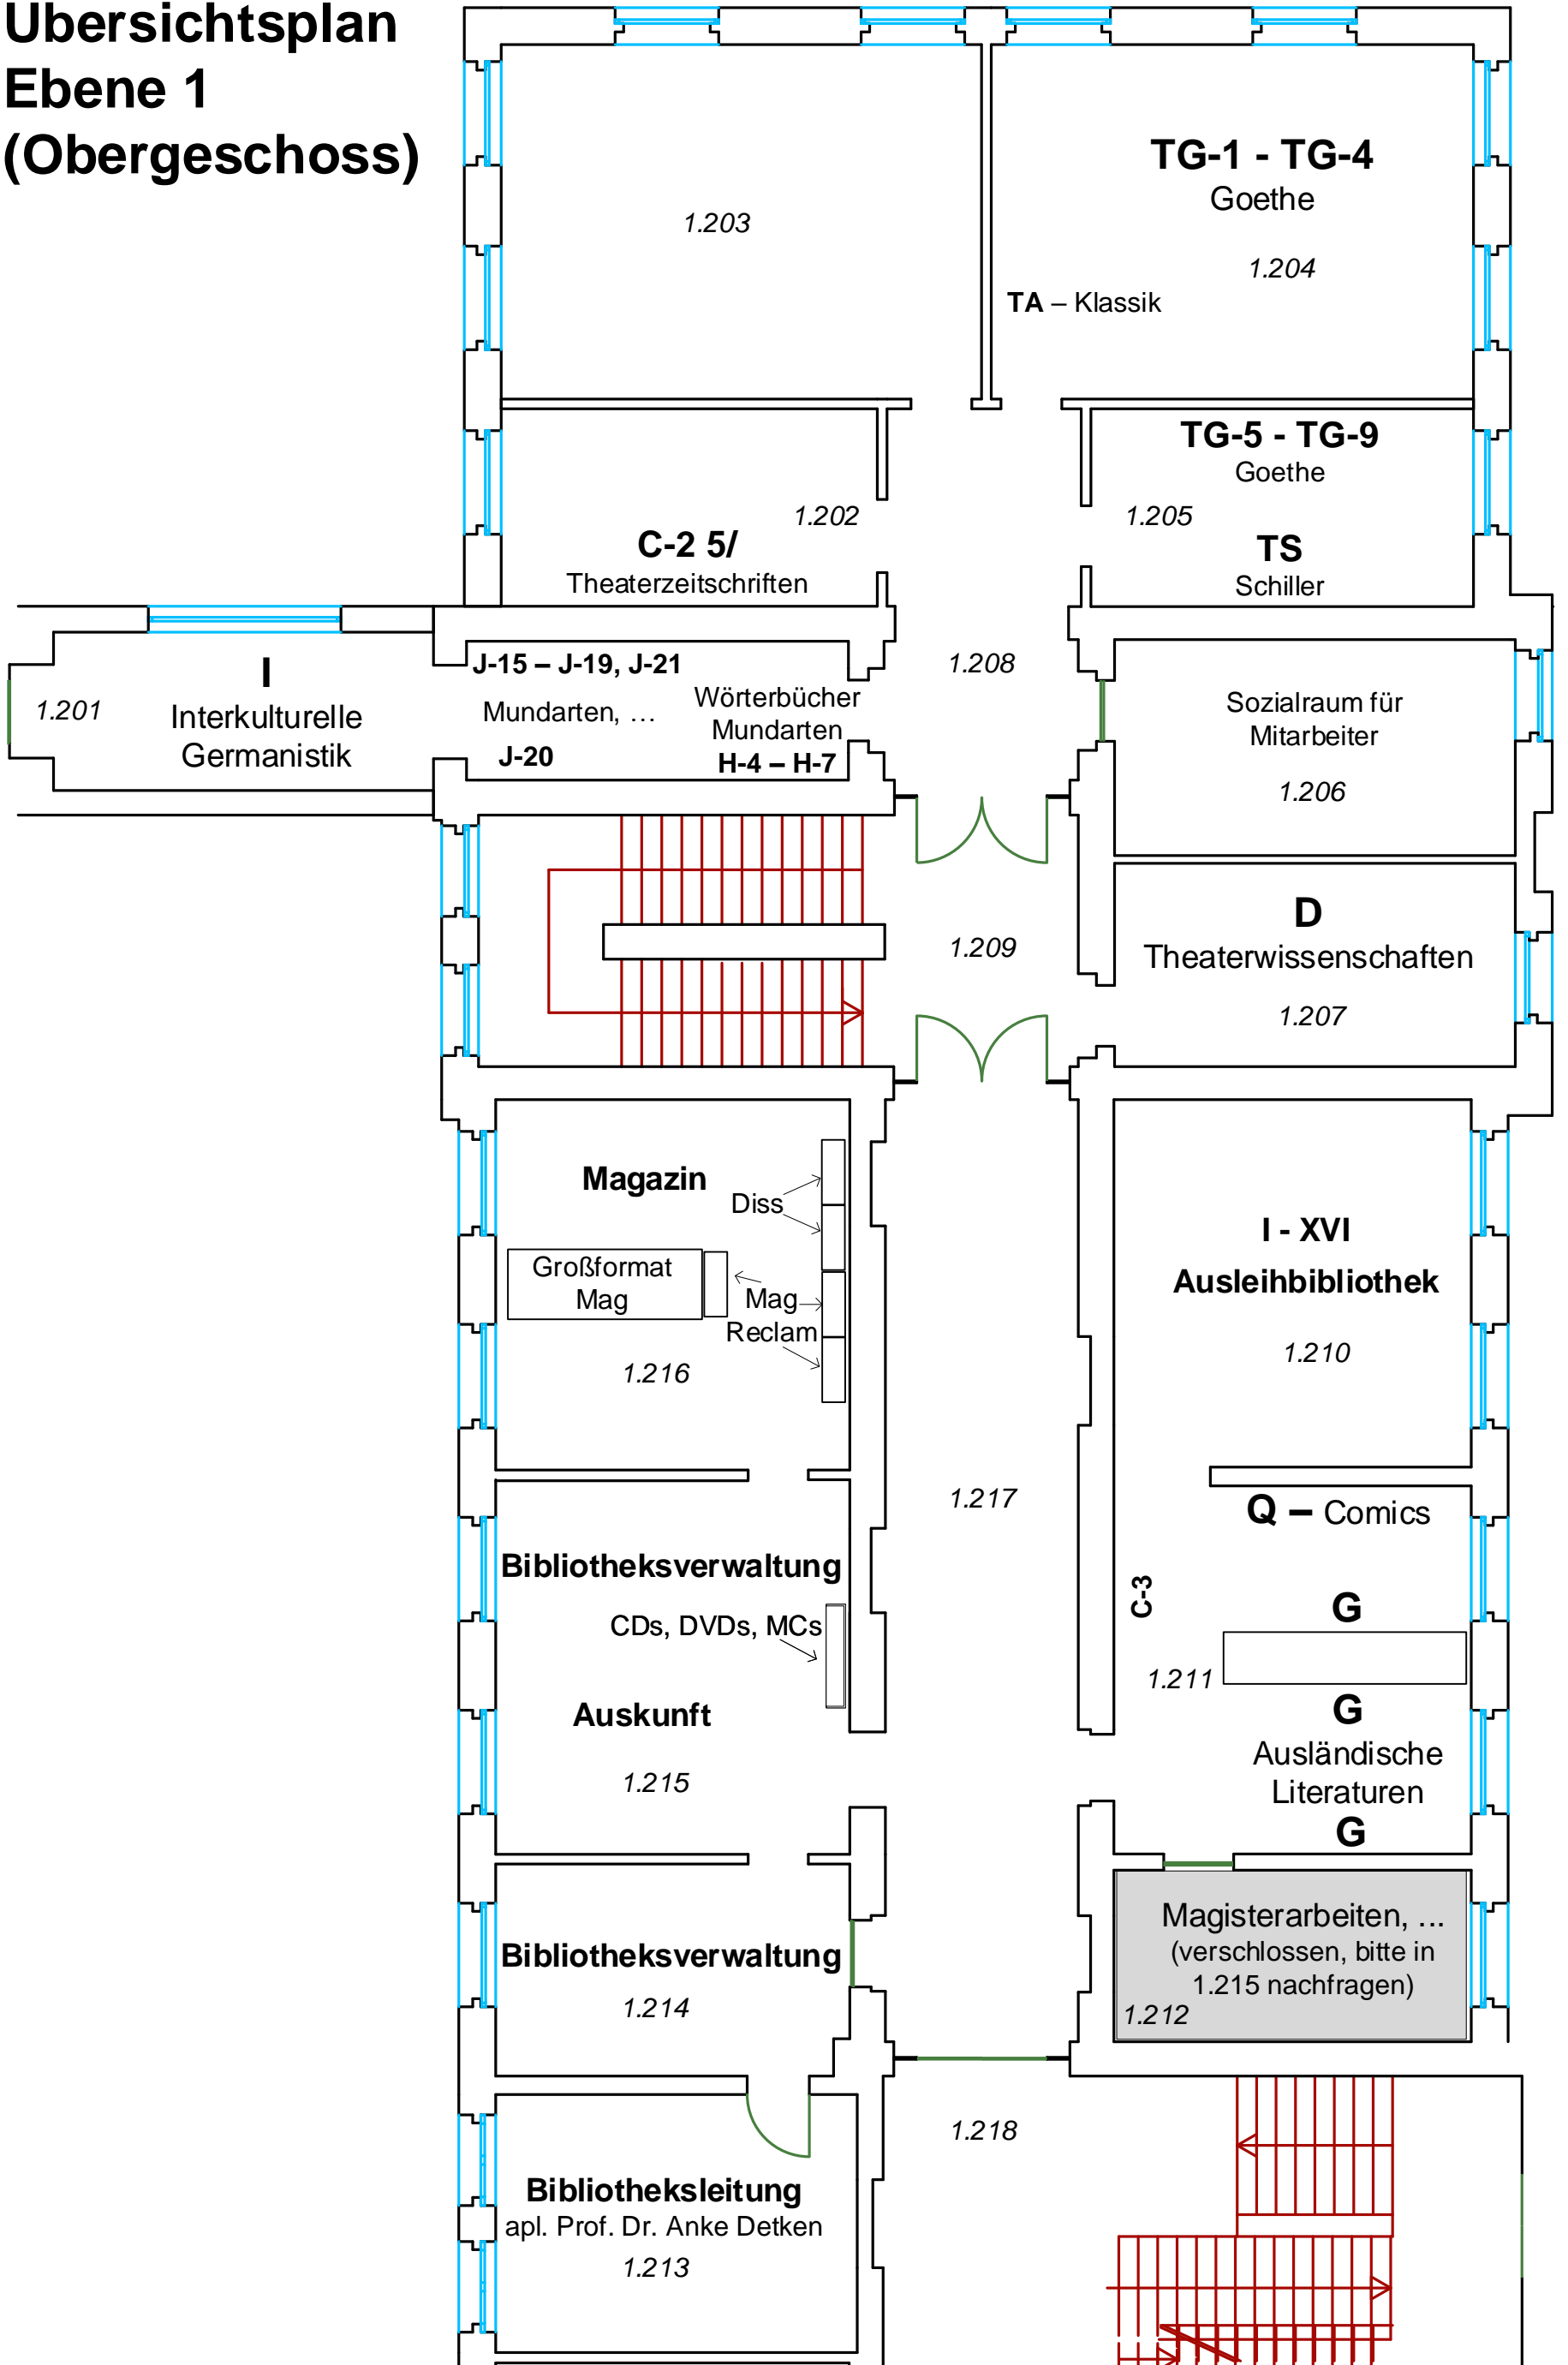 Übersichtsplan
Ebene 1
(Obergeschoss)
1.203
TG-1 - TG-4
Goethe
1.204
TA – Klassik
TG-5 - TG-9
Goethe
1.205
TS
Schiller
1.202
C-2 5/
Theaterzeitschriften
1.201
I
Interkulturelle
Germanistik
J-15 – J-19, J-21
Mundarten, …
J-20
Wörterbücher
Mundarten
H-4 – H-7
1.208
Sozialraum für
Mitarbeiter
1.206
1.209
D
Theaterwissenschaften
1.207
Magazin
Diss
Großformat
Mag
Mag
Reclam
1.216
I - XVI
Ausleihbibliothek
1.210
1.217
Q – Comics
C-3
G
1.211
G
Ausländische
Literaturen
G
Bibliotheksverwaltung
CDs, DVDs, MCs
Auskunft
1.215
Bibliotheksverwaltung
1.214
Magisterarbeiten, ...
(verschlossen, bitte in
1.215 nachfragen)
1.212
1.218
Bibliotheksleitung
apl. Prof. Dr. Anke Detken
1.213